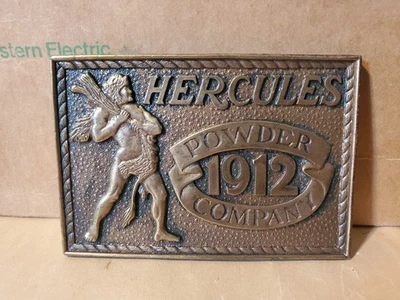 stern Electric
HERCULES
POWDER
1912
COMPANY